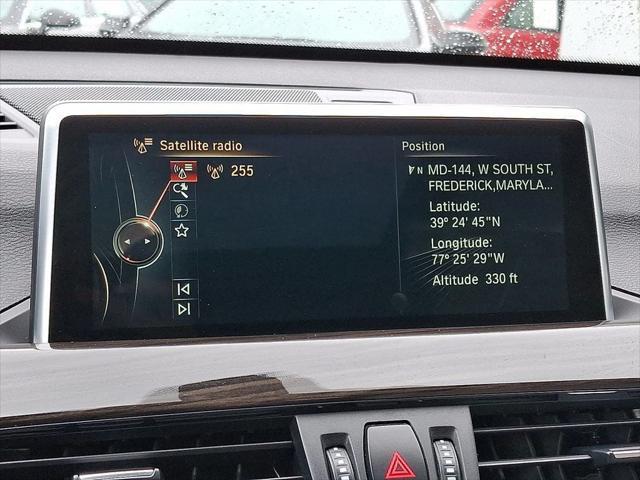 Satellite radio
255
Position
N MD-144, W SOUTH ST,
FREDERICK,MARYLA...
Latitude:
39° 24' 45"N
Longitude:
77° 25' 29"W
Altitude 330 ft